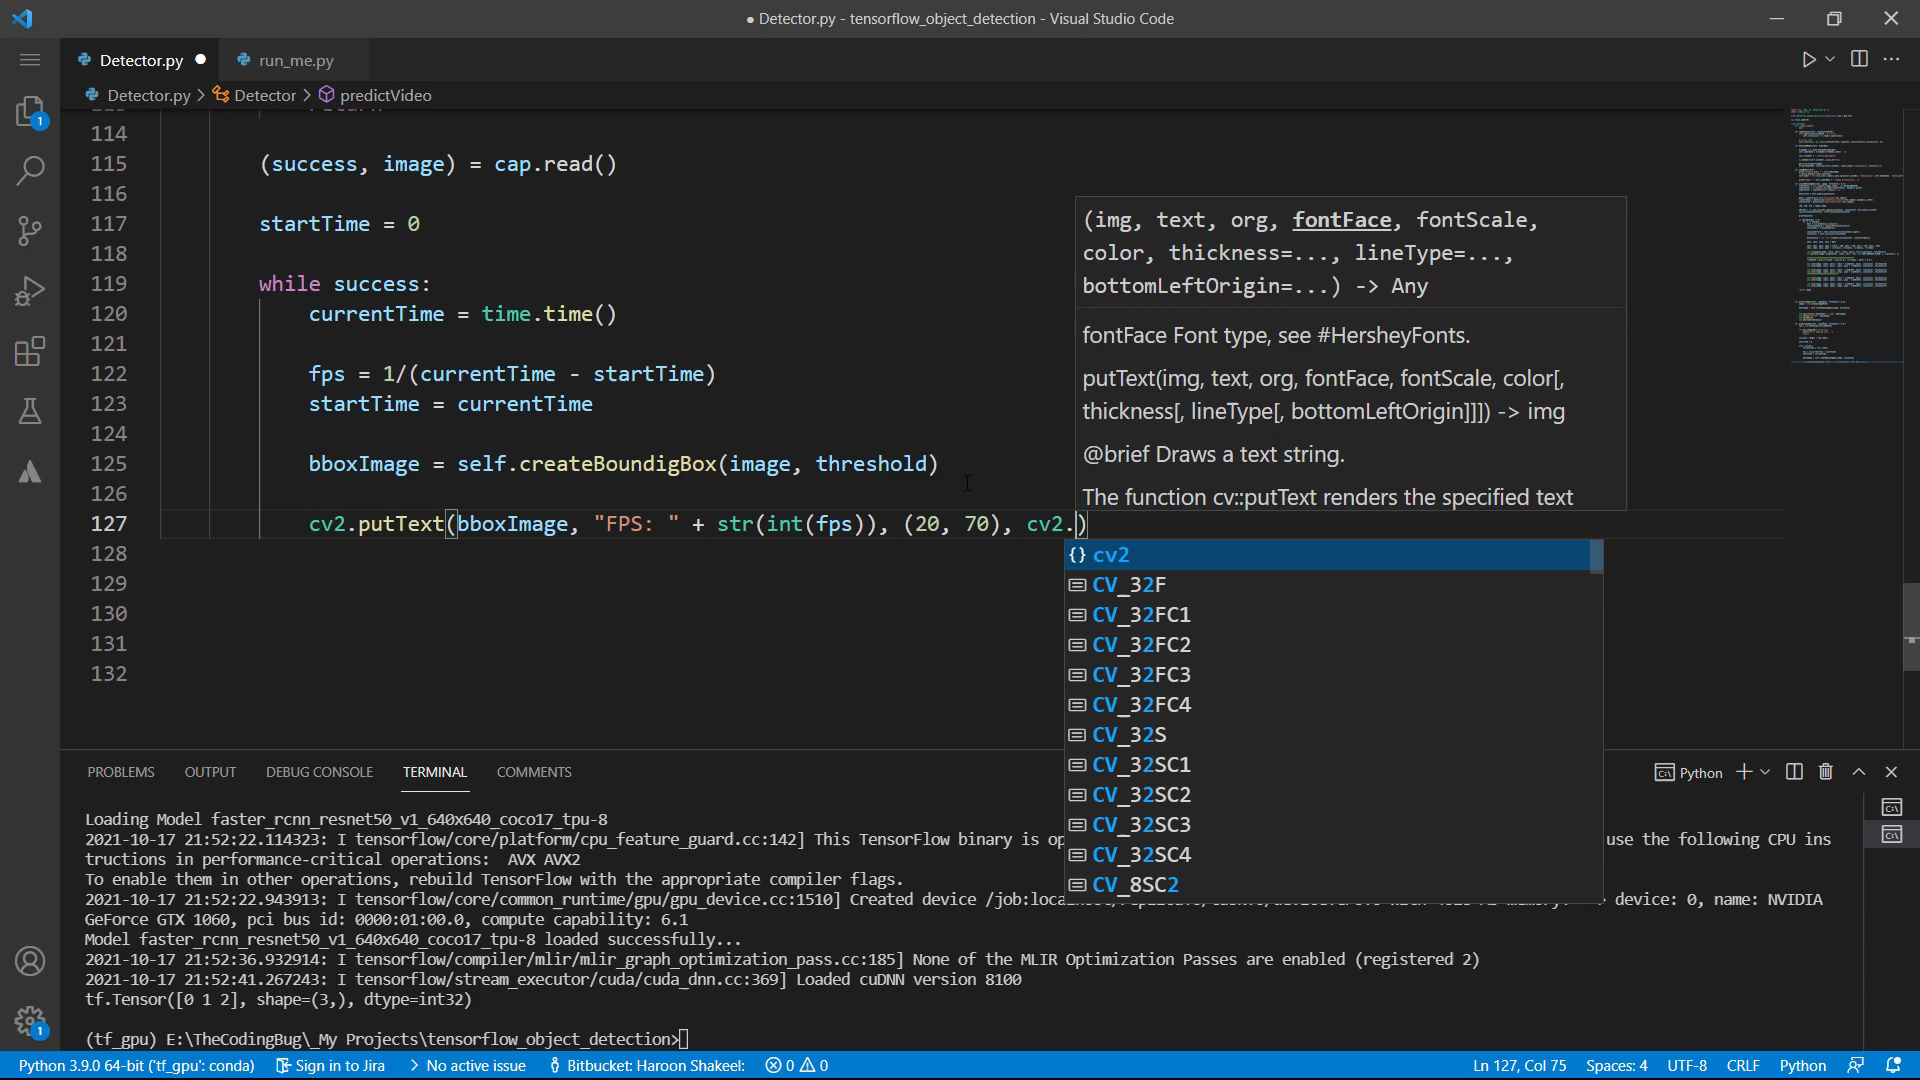 ● Detector.py - tensorflow_object_detection - Visual Studio Code
Detector.py ●
run_me.py
Detector.py > Detector > predictVideo
114
115 (success, image) = cap.read()
116
117 startTime = 0
118
119 while success:
120 currentTime = time.time()
121
122 fps = 1/(currentTime - startTime)
123 startTime = currentTime
124
125 bboxImage = self.createBoundigBox(image, threshold)
126
127 cv2.putText(bboxImage, "FPS: " + str(int(fps)), (20, 70), cv2.)
128
129
130
131
132
(img, text, org, fontFace, fontScale,
color, thickness=..., lineType=...,
bottomLeftOrigin=...) -> Any
fontFace Font type, see #HersheyFonts.
putText(img, text, org, fontFace, fontScale, color[,
thickness[, lineType[, bottomLeftOrigin]]]) -> img
@brief Draws a text string.
The function cv::putText renders the specified text
{} cv2
CV_32F
CV_32FC1
CV_32FC2
CV_32FC3
CV_32FC4
CV_32S
CV_32SC1
CV_32SC2
CV_32SC3
CV_32SC4
CV_8SC2
PROBLEMS OUTPUT DEBUG CONSOLE TERMINAL COMMENTS
Python
Loading Model faster_rcnn_resnet50_v1_640x640_coco17_tpu-8
2021-10-17 21:52:22.114323: I tensorflow/core/platform/cpu_feature_guard.cc:142] This TensorFlow binary is op use the following CPU ins
tructions in performance-critical operations:  AVX AVX2
To enable them in other operations, rebuild TensorFlow with the appropriate compiler flags.
2021-10-17 21:52:22.943913: I tensorflow/core/common_runtime/gpu/gpu_device.cc:1510] Created device /job: device: 0, name: NVIDIA
GeForce GTX 1060, pci bus id: 0000:01:00.0, compute capability: 6.1
Model faster_rcnn_resnet50_v1_640x640_coco17_tpu-8 loaded successfully...
2021-10-17 21:52:36.932914: I tensorflow/compiler/mlir/mlir_graph_optimization_pass.cc:185] None of the MLIR Optimization Passes are enabled (registered 2)
2021-10-17 21:52:41.267243: I tensorflow/stream_executor/cuda/cuda_dnn.cc:369] Loaded cuDNN version 8100
tf.Tensor([0 1 2], shape=(3,), dtype=int32)
(tf_gpu) E:\TheCodingBug\_My Projects\tensorflow_object_detection>
Python 3.9.0 64-bit ('tf_gpu': conda) Sign in to Jira > No active issue Bitbucket: Haroon Shakeel: 0 0 Ln 127, Col 75 Spaces: 4 UTF-8 CRLF Python